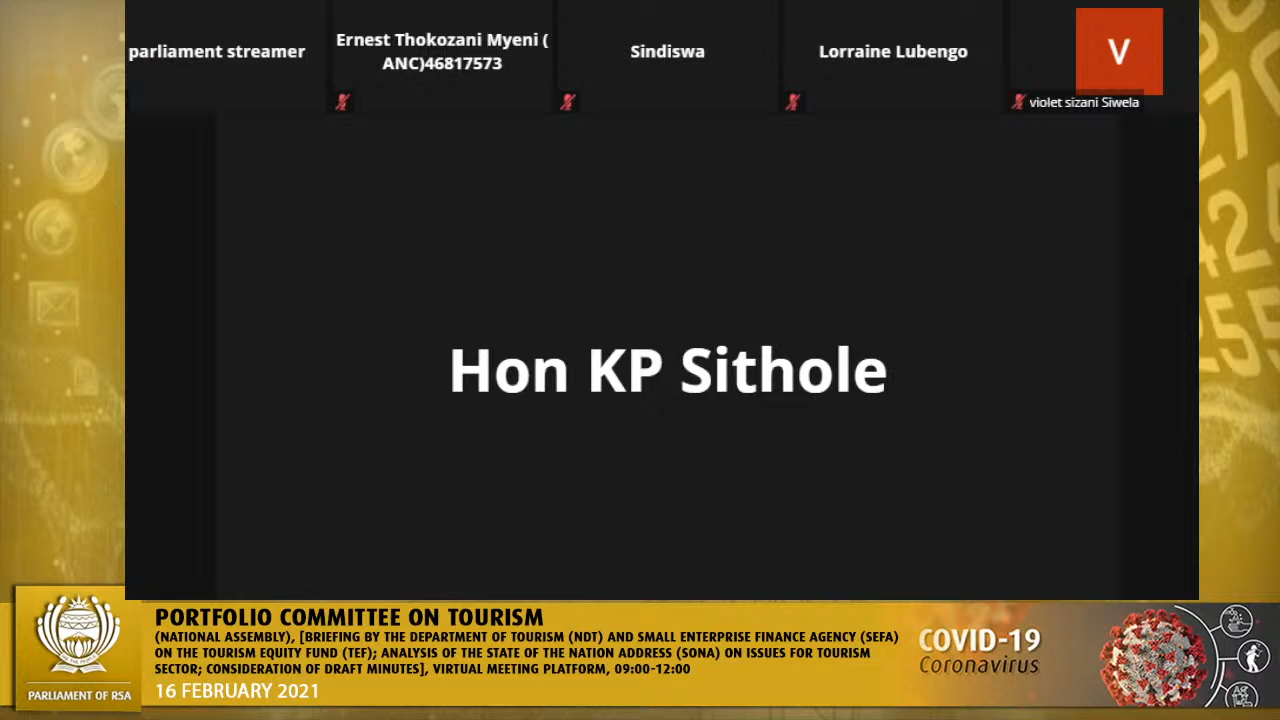 parliament streamer
Ernest Thokozani Myeni (
ANC)46817573
Sindiswa
Lorraine Lubengo
V
violet sizani Siwela
Hon KP Sithole
PORTFOLIO COMMITTEE ON TOURISM
(NATIONAL ASSEMBLY), [BRIEFING BY THE DEPARTMENT OF TOURISM (NDT) AND SMALL ENTERPRISE FINANCE AGENCY (SEFA)
ON THE TOURISM EQUITY FUND (TEF); ANALYSIS OF THE STATE OF THE NATION ADDRESS (SONA) ON ISSUES FOR TOURISM
SECTOR; CONSIDERATION OF DRAFT MINUTES], VIRTUAL MEETING PLATFORM, 09:00-12:00
16 FEBRUARY 2021
PARLIAMENT OF RSA
COVID-19
Coronavirus